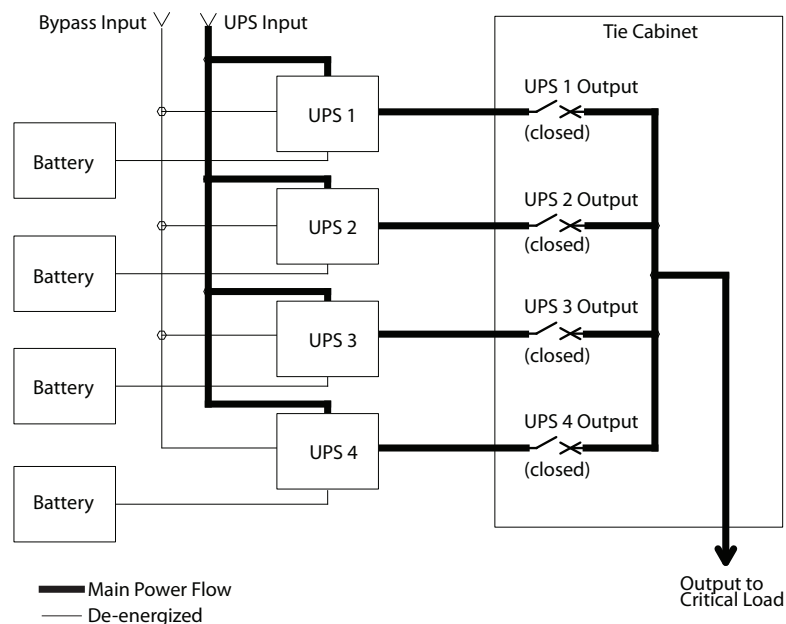 Bypass Input
UPS Input
Tie Cabinet
UPS 1
UPS 1 Output
(closed)
Battery
UPS 2
UPS 2 Output
(closed)
Battery
UPS 3
UPS 3 Output
(closed)
Battery
UPS 4
UPS 4 Output
(closed)
Battery
Main Power Flow
De-energized
Output to
Critical Load